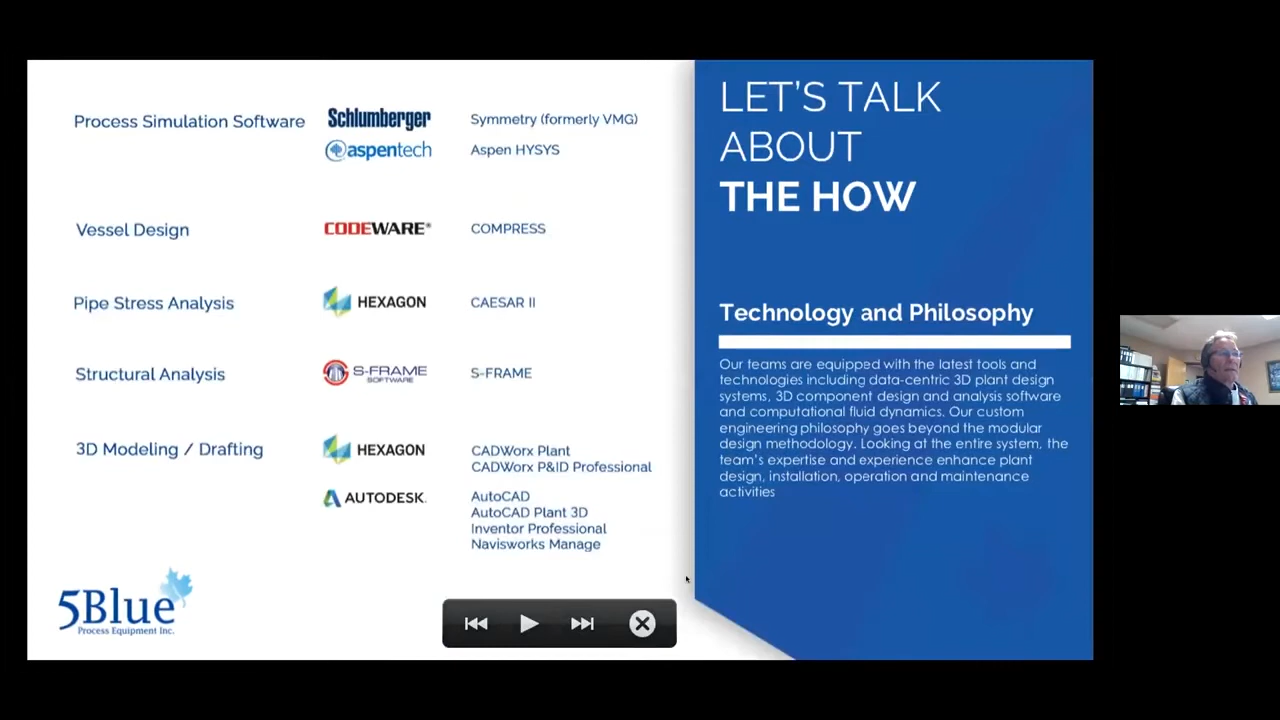 Process Simulation Software
Schlumberger
Symmetry (formerly VMG)
aspentech
Aspen HYSYS
Vessel Design
CODEWARE®
COMPRESS
Pipe Stress Analysis
HEXAGON
CAESAR II
Structural Analysis
S-FRAME
SOFTWARE
S-FRAME
3D Modeling / Drafting
HEXAGON
CADWorx Plant
CADWorx P&ID Professional
AUTODESK.
AutoCAD
AutoCAD Plant 3D
Inventor Professional
Navisworks Manage
5Blue
Process Equipment Inc.
LET'S TALK
ABOUT
THE HOW
Technology and Philosophy
Our teams are equipped with the latest tools and
technologies including data-centric 3D plant design
systems, 3D component design and analysis software
and computational fluid dynamics. Our custom
engineering philosophy goes beyond the modular
design methodology. Looking at the entire system, the
team's expertise and experience enhance plant
design, installation, operation and maintenance
activities